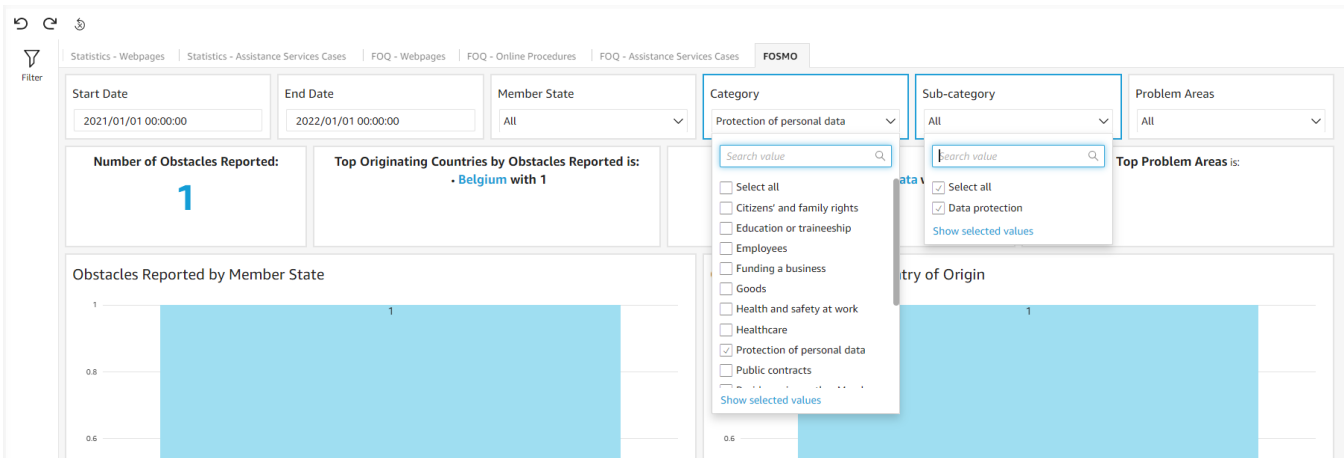 Statistics - Webpages
Statistics - Assistance Services Cases
FOQ - Webpages
FOQ - Online Procedures
FOQ - Assistance Services Cases
FOSMO
Filter
Start Date
2021/01/01 00:00:00
End Date
2022/01/01 00:00:00
Member State
All
Category
Protection of personal data
Sub-category
All
Problem Areas
All
Search value
Select all
Citizens' and family rights
Education or traineeship
Employees
Funding a business
Goods
Health and safety at work
Healthcare
Protection of personal data
Public contracts
Show selected values
Search value
Select all
Data protection
Show selected values
Number of Obstacles Reported:
1
Top Originating Countries by Obstacles Reported is:
• Belgium with 1
ata
Top Problem Areas is:
Obstacles Reported by Member State
1
1
0.8
0.6
try of Origin
1
0.6